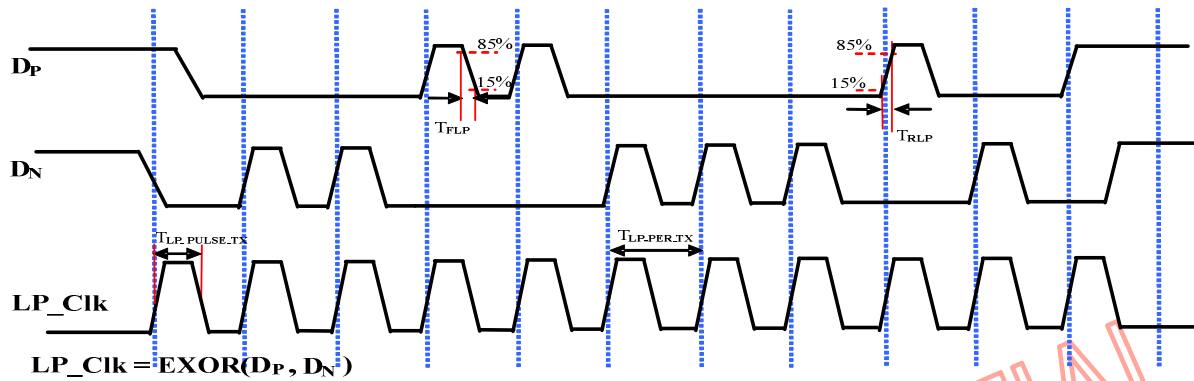 85%
15%
85%
15%
DP
TFLP
TRLP
DN
TLP_PULSE_TX
TLP-PER_TX
LP_Clk
LP_Clk = EXOR(DP , DN )